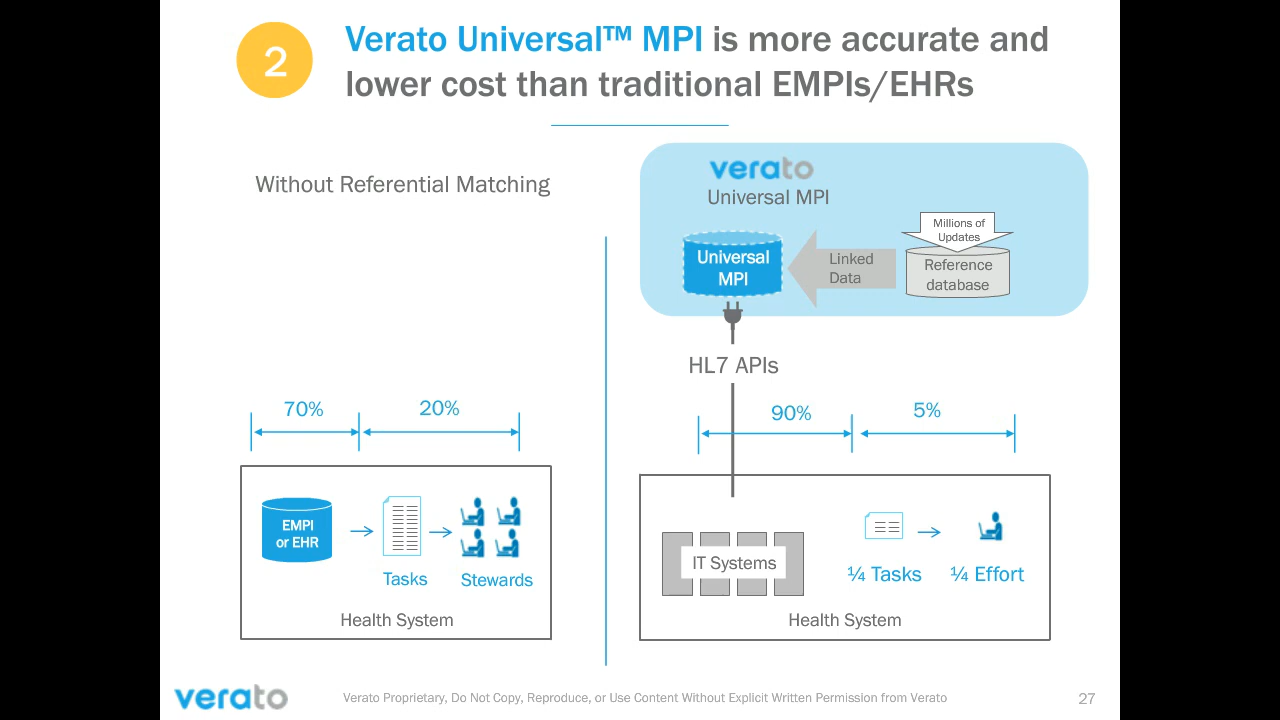 2
Verato Universal™ MPI is more accurate and
lower cost than traditional EMPIs/EHRs
Without Referential Matching
70%
20%
EMPI
or EHR
Tasks
Stewards
Health System
verato
Universal MPI
Universal
MPI
Linked
Data
Millions of
Updates
Reference
database
HL7 APIs
90%
5%
IT Systems
¼ Tasks
¼ Effort
Health System
verato
Verato Proprietary, Do Not Copy, Reproduce, or Use Content Without Explicit Written Permission from Verato
27